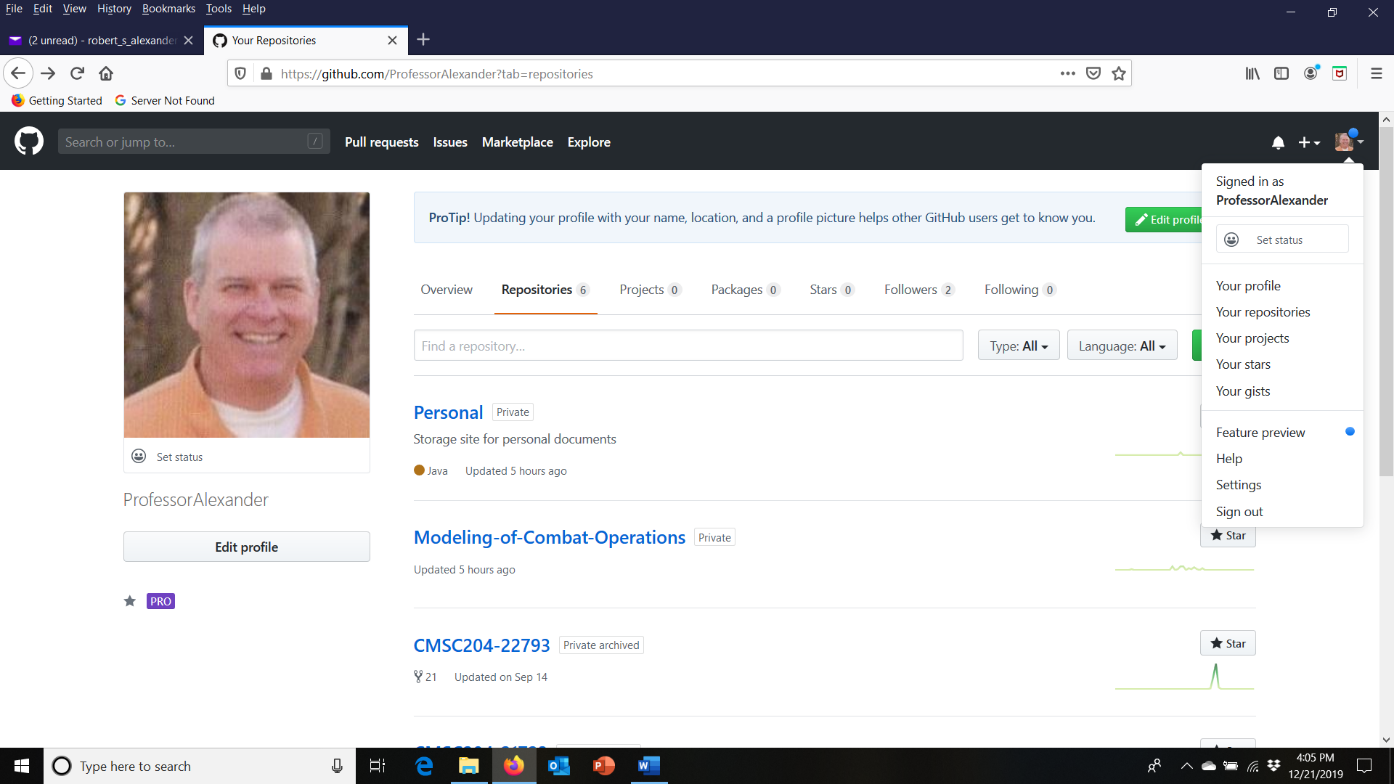 File Edit View History Bookmarks Tools Help
(2 unread) - robert_s_alexander
Your Repositories
https://github.com/ProfessorAlexander?tab=repositories
Getting Started
Server Not Found
Search or jump to... /
Pull requests Issues Marketplace Explore
Signed in as
ProfessorAlexander
Set status
Your profile
Your repositories
Your projects
Your stars
Your gists
Feature preview
Help
Settings
Sign out
ProTip! Updating your profile with your name, location, and a profile picture helps other GitHub users get to know you.
Edit profile
Overview Repositories 6 Projects 0 Packages 0 Stars 0 Followers 2 Following 0
Find a repository...
Type: All
Language: All
Set status
ProfessorAlexander
Edit profile
PRO
Personal Private
Storage site for personal documents
Java Updated 5 hours ago
Modeling-of-Combat-Operations Private
Star
Updated 5 hours ago
CMSC204-22793 Private archived
Star
21 Updated on Sep 14
Type here to search
4:05 PM
12/21/2019